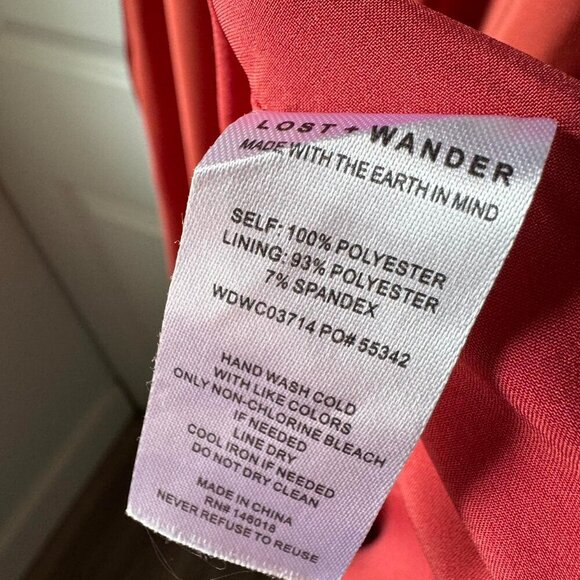 LOST + WANDER
MADE WITH THE EARTH IN MIND
SELF: 100% POLYESTER
LINING: 93% POLYESTER
7% SPANDEX
WDWC03714 PO# 55342
HAND WASH COLD
WITH LIKE COLORS
ONLY NON-CHLORINE BLEACH
IF NEEDED
LINE DRY
COOL IRON IF NEEDED
DO NOT DRY CLEAN
MADE IN CHINA
RN# 148018
NEVER REFUSE TO REUSE